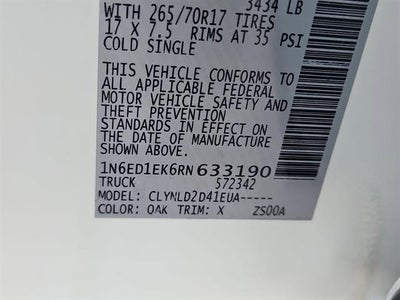 3434 LB
WITH 265/70R17 TIRES
17 X 7.5 RIMS AT 35 PSI
COLD SINGLE
THIS VEHICLE CONFORMS TO
ALL APPLICABLE FEDERAL
MOTOR VEHICLE SAFETY AND
THEFT PREVENTION
STANDARDS IN EFFECT ON
THE DATE OF MANUFACTURE
SHOWN ABOVE.
1N6ED1EK6RN633190
TRUCK 572342
MODEL: CLYNLD2D41EUA-----
COLOR: OAK TRIM: X ZS00A